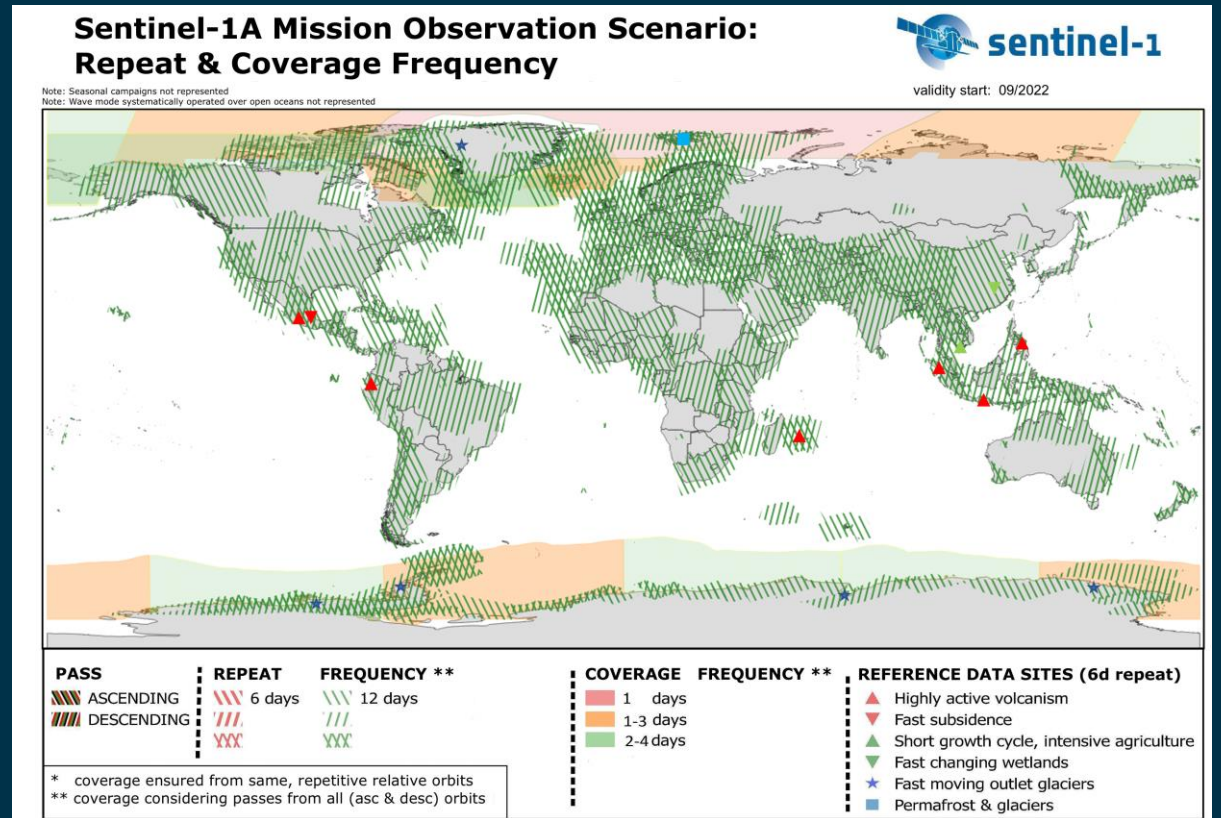 Sentinel-1A Mission Observation Scenario:
Repeat & Coverage Frequency
sentinel-1
Note: Seasonal campaigns not represented
Note: Wave mode systematically operated over open oceans not represented
validity start: 09/2022
PASS
ASCENDING
DESCENDING
REPEAT FREQUENCY **
6 days 12 days
COVERAGE FREQUENCY **
1 days
1-3 days
2-4 days
REFERENCE DATA SITES (6d repeat)
Highly active volcanism
Fast subsidence
Short growth cycle, intensive agriculture
Fast changing wetlands
Fast moving outlet glaciers
Permafrost & glaciers
* coverage ensured from same, repetitive relative orbits
** coverage considering passes from all (asc & desc) orbits